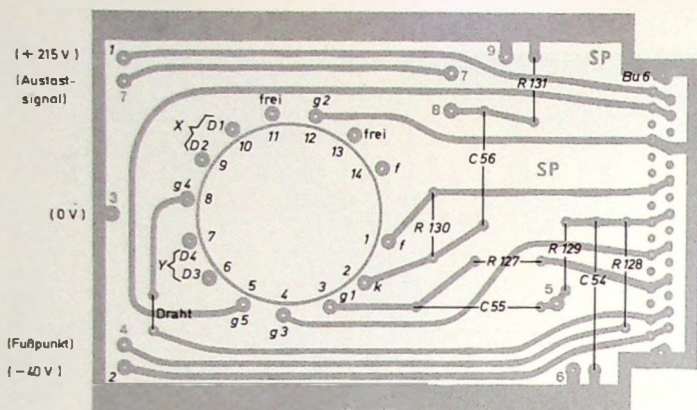 (+ 215 V)
(Austast-
signal)
(0V)
(Fußpunkt)
(−40 V)
1
7
3
4
2
9
SP
Bu 6
R 131
7
8
frei
g2
frei
X
D1
D2
10
11
12
13
14
9
8
7
6
5
4
3
2
1
f
f
g4
Y
D4
D3
k
g1
g3
g5
Draht
C 56
SP
R 130
R 127
R 129
C 54
R 128
C 55
5
6